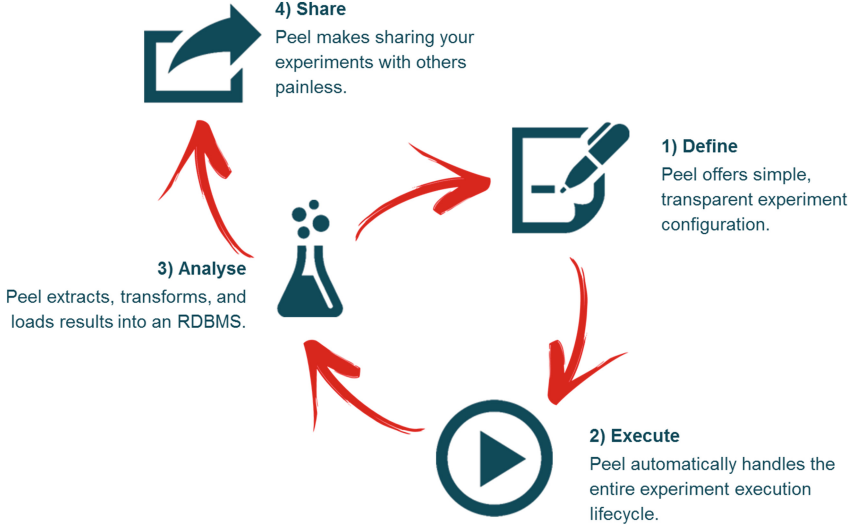 4) Share
Peel makes sharing your
experiments with others
painless.
1) Define
Peel offers simple,
transparent experiment
configuration.
3) Analyse
Peel extracts, transforms, and
loads results into an RDBMS.
2) Execute
Peel automatically handles the
entire experiment execution
lifecycle.